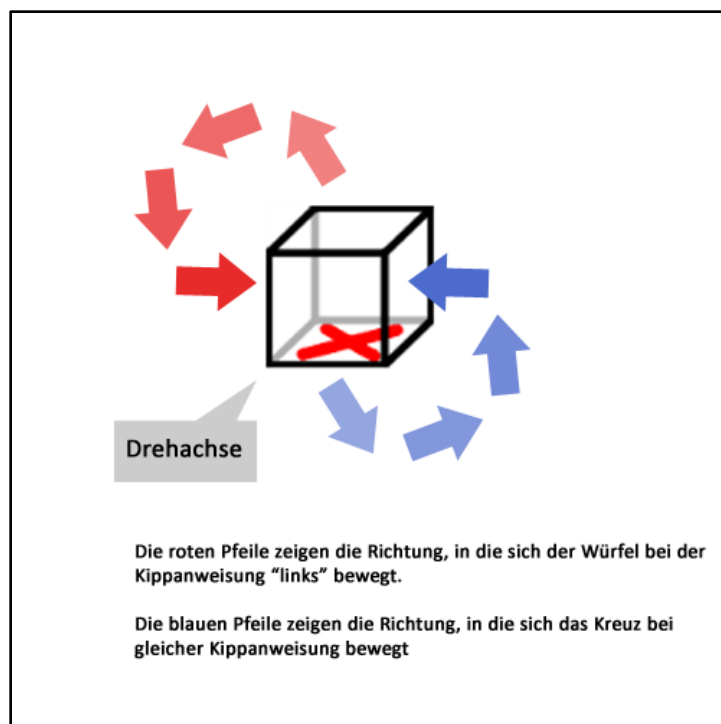 Drehachse
Die roten Pfeile zeigen die Richtung, in die sich der Würfel bei der
Kippanweisung “links” bewegt.
Die blauen Pfeile zeigen die Richtung, in die sich das Kreuz bei
gleicher Kippanweisung bewegt